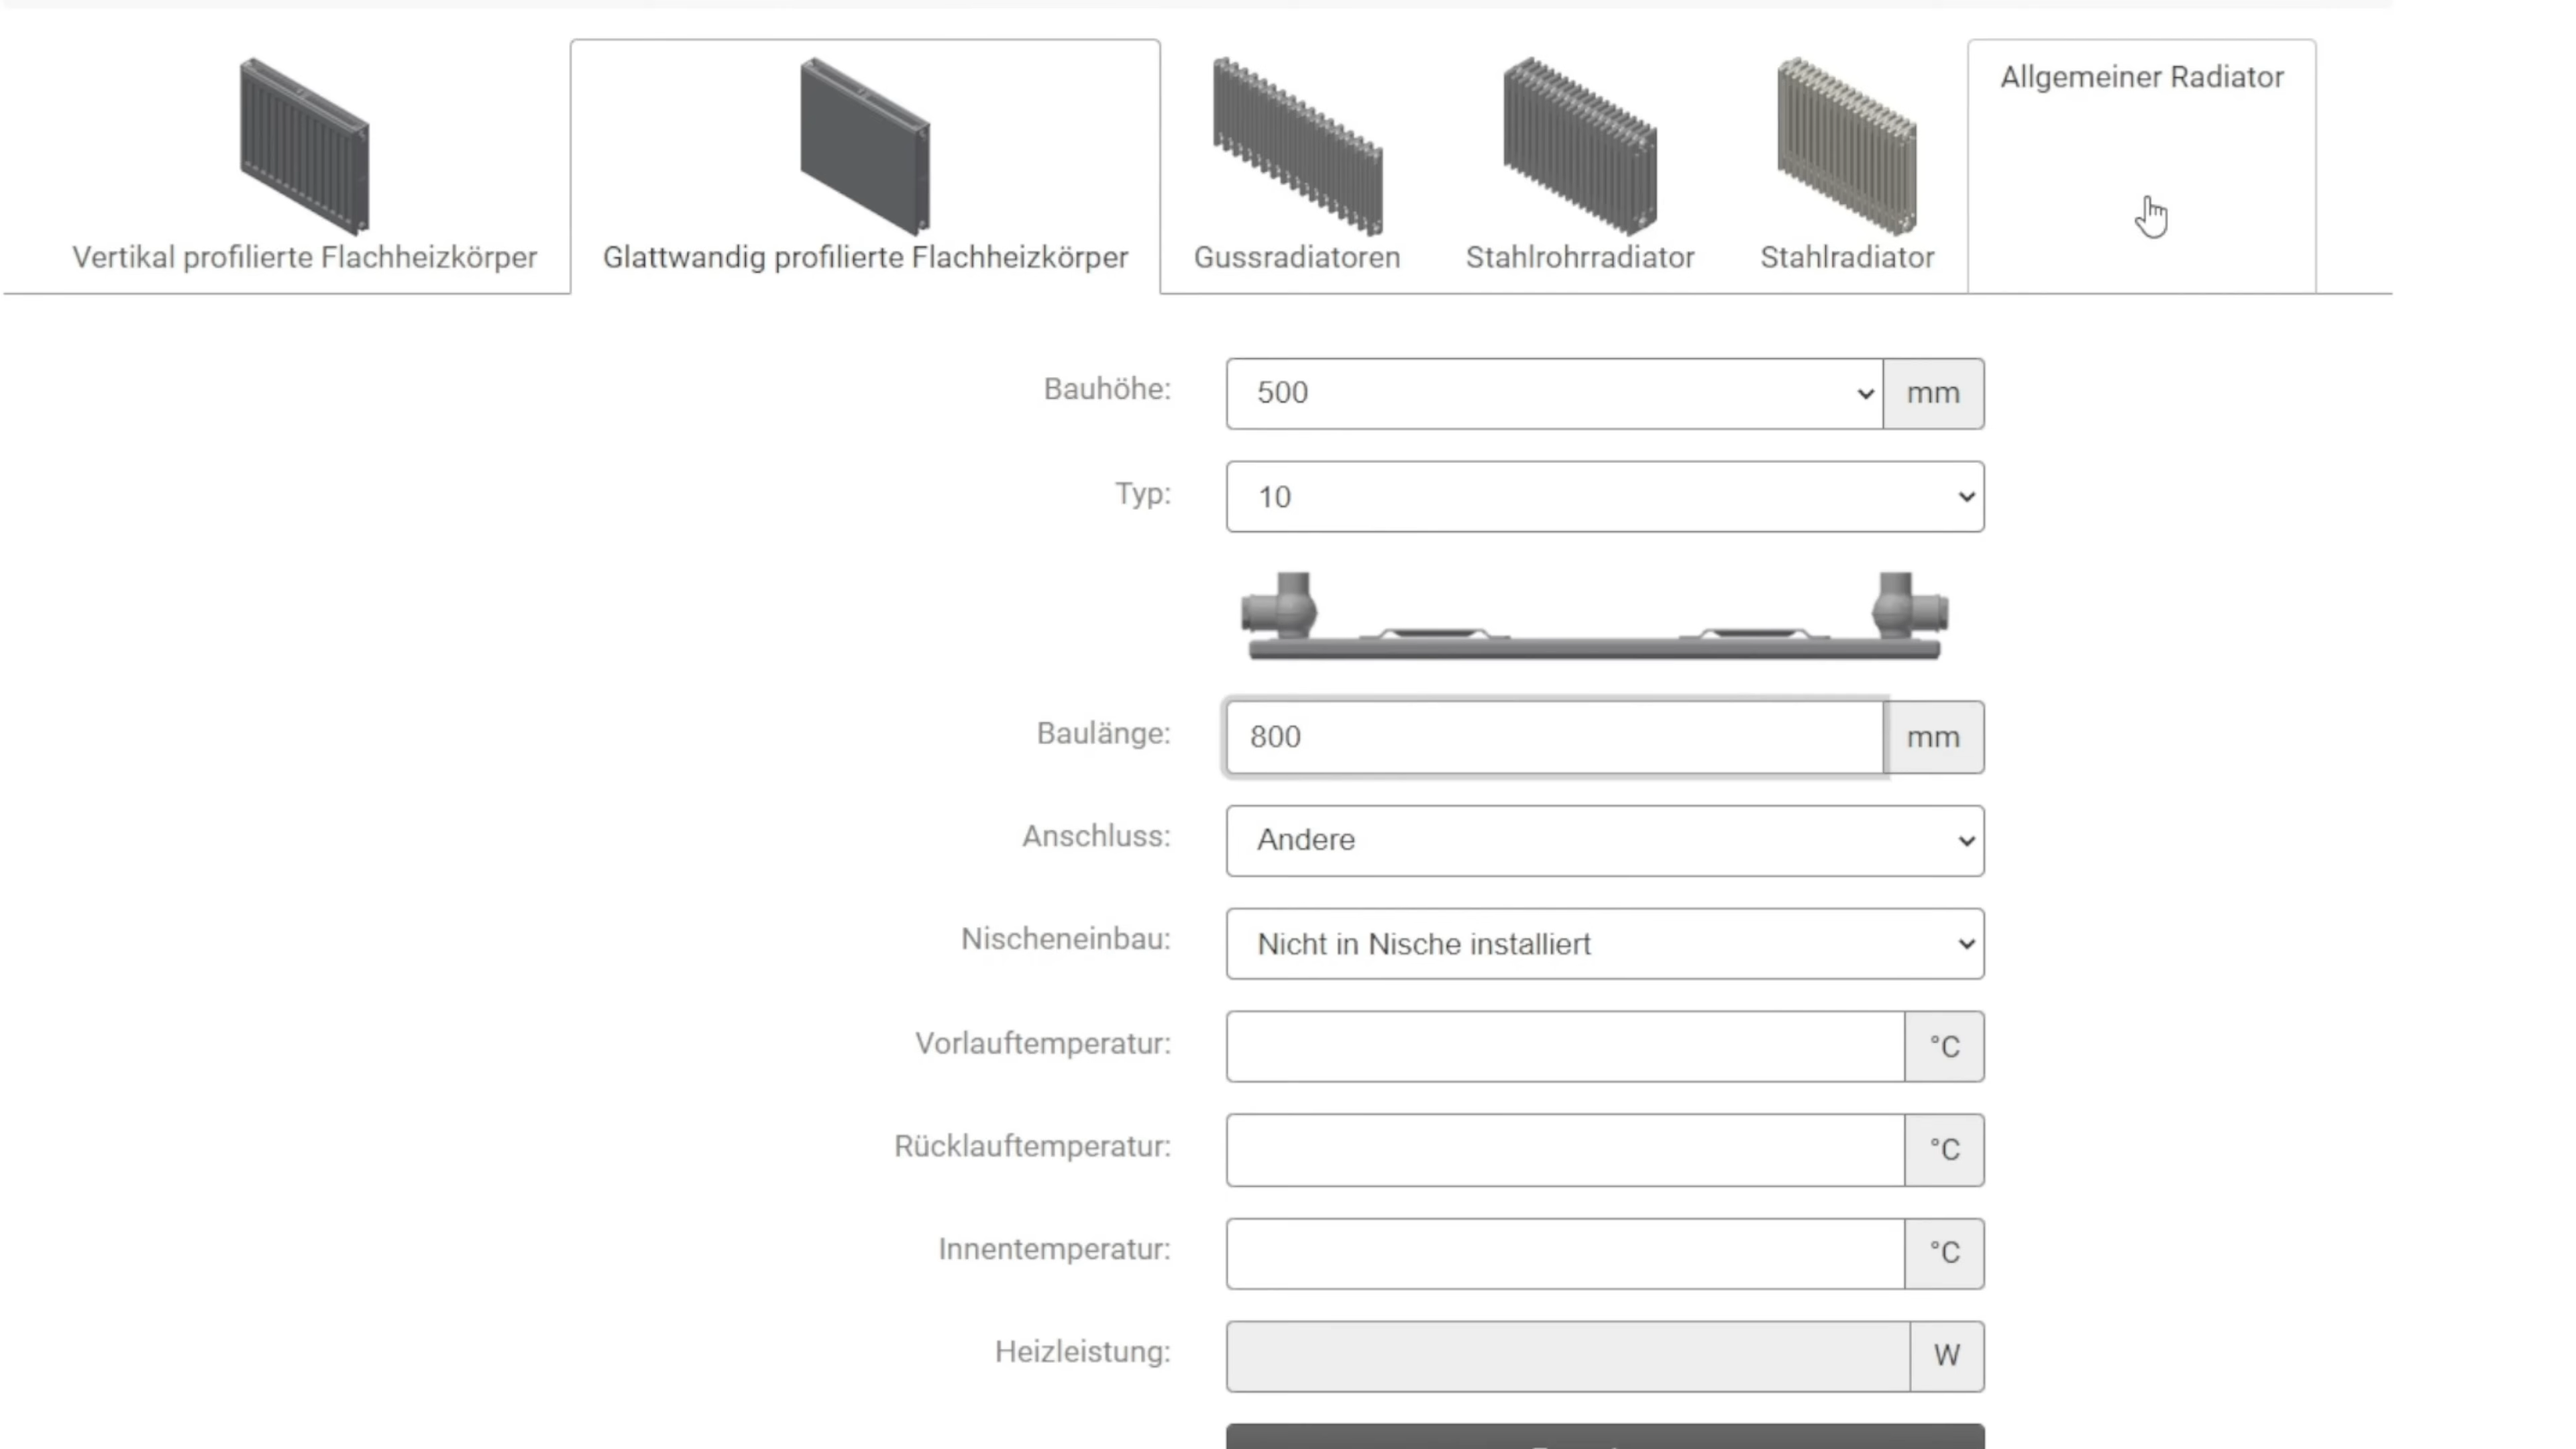 Allgemeiner Radiator
Vertikal profilierte Flachheizkörper
Glattwandig profilierte Flachheizkörper
Gussradiatoren
Stahlrohrradiator
Stahlradiator
Bauhöhe: 500 mm
Typ: 10
Baulänge: 800 mm
Anschluss: Andere
Nischeneinbau: Nicht in Nische installiert
Vorlauftemperatur: °C
Rücklauftemperatur: °C
Innentemperatur: °C
Heizleistung: W